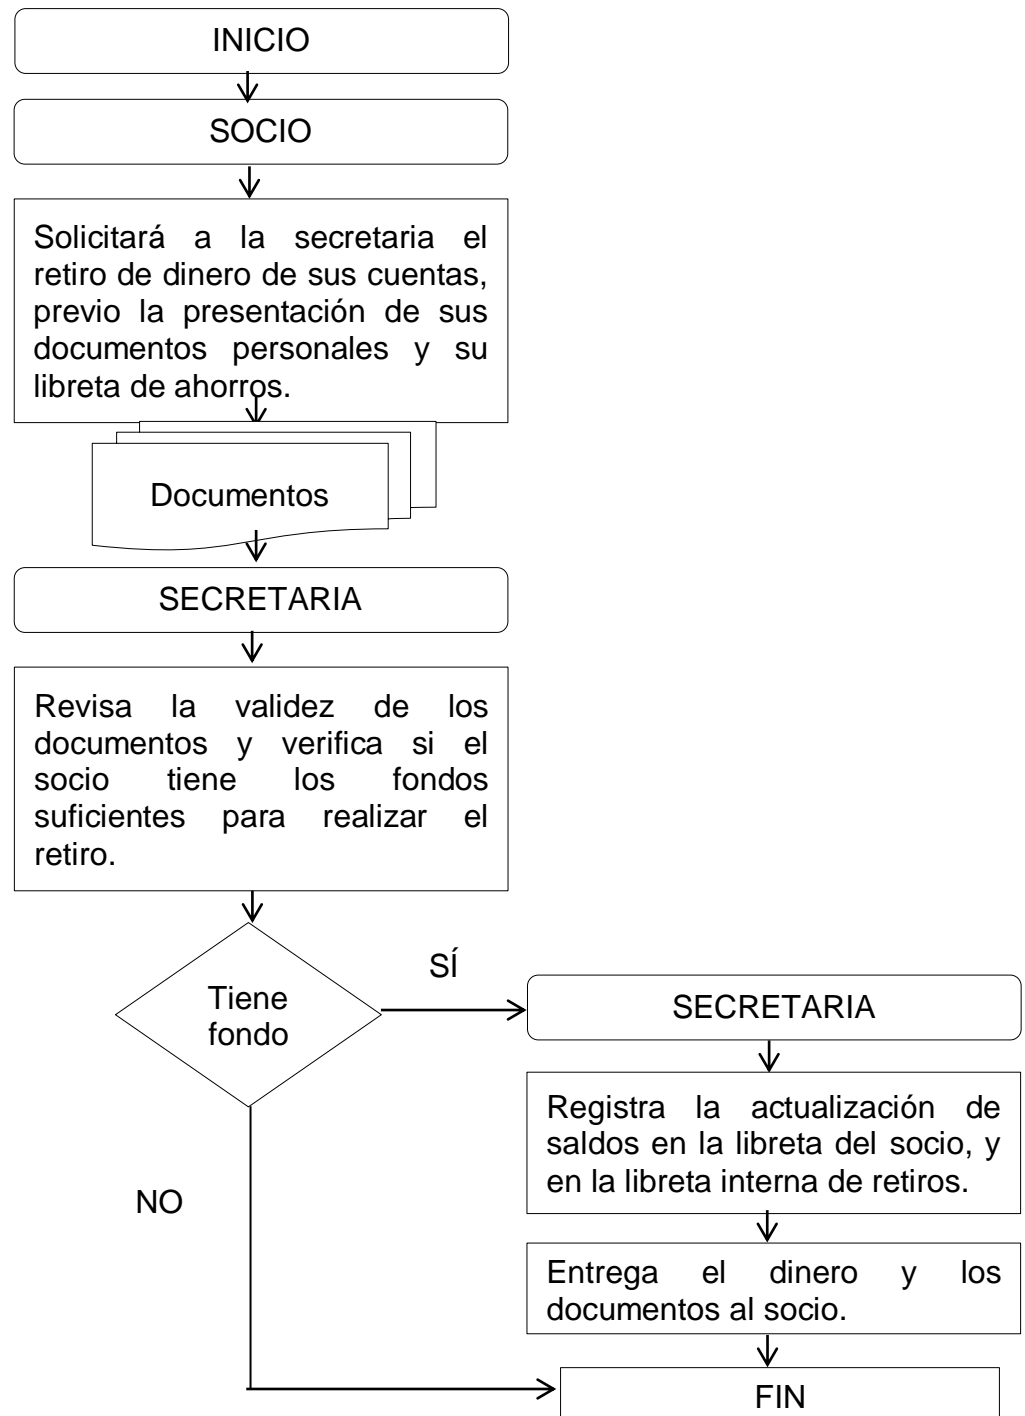 INICIO
SOCIO
Solicitará a la secretaria el
retiro de dinero de sus cuentas,
previo la presentación de sus
documentos personales y su
libreta de ahorros.
Documentos
SECRETARIA
Revisa la validez de los
documentos y verifica si el
socio tiene los fondos
suficientes para realizar el
retiro.
Tiene
fondo
SÍ
SECRETARIA
Registra la actualización de
saldos en la libreta del socio, y
en la libreta interna de retiros.
NO
Entrega el dinero y los
documentos al socio.
FIN